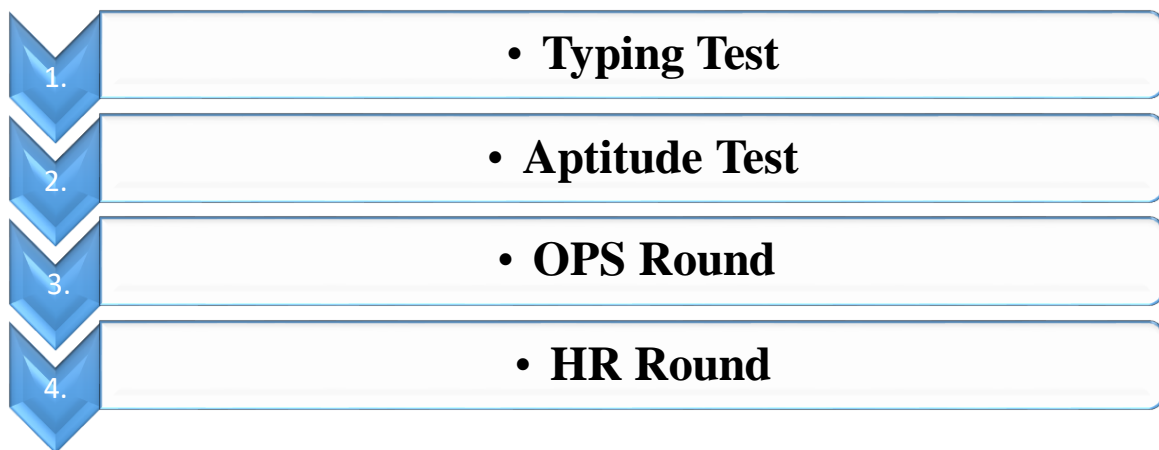 1. • Typing Test
2. • Aptitude Test
3. • OPS Round
4. • HR Round